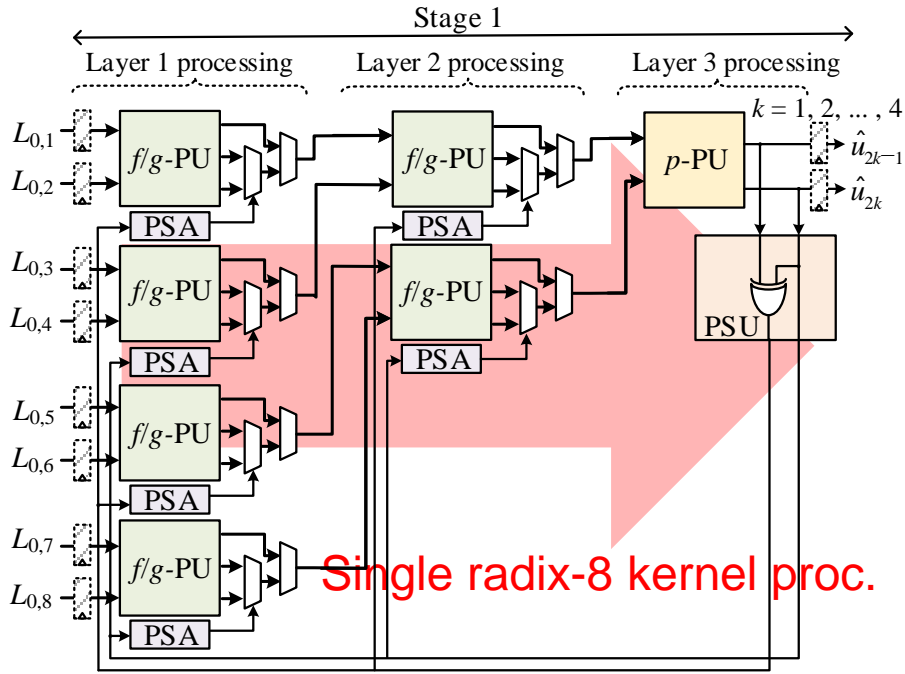 Stage 1
Layer 1 processing
Layer 2 processing
Layer 3 processing
k = 1, 2, ... , 4
L0,1
L0,2
f/g-PU
PSA
f/g-PU
PSA
p-PU
û2k−1
û2k
L0,3
L0,4
f/g-PU
PSA
f/g-PU
PSA
PSU
L0,5
L0,6
f/g-PU
PSA
L0,7
L0,8
f/g-PU
PSA
Single radix-8 kernel proc.